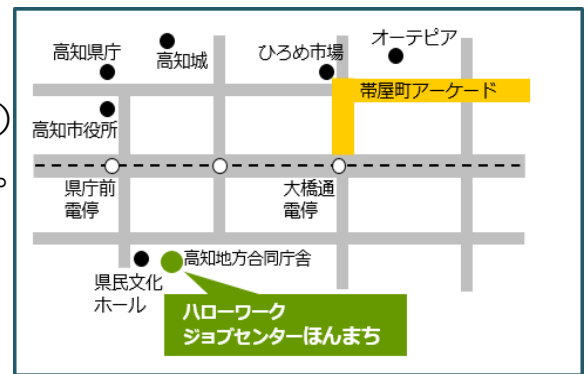 オーテピア
高知県庁
高知城
ひろめ市場
帯屋町アーケード
高知市役所
県庁前
電停
大橋通
電停
高知地方合同庁舎
県民文化
ホール
ハローワーク
ジョブセンターほんまち